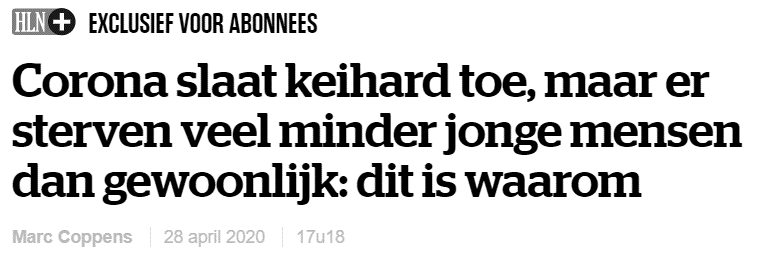 HLN+ EXCLUSIEF VOOR ABONNEES
Corona slaat keihard toe, maar er
sterven veel minder jonge mensen
dan gewoonlijk: dit is waarom
Marc Coppens | 28 april 2020 | 17u18